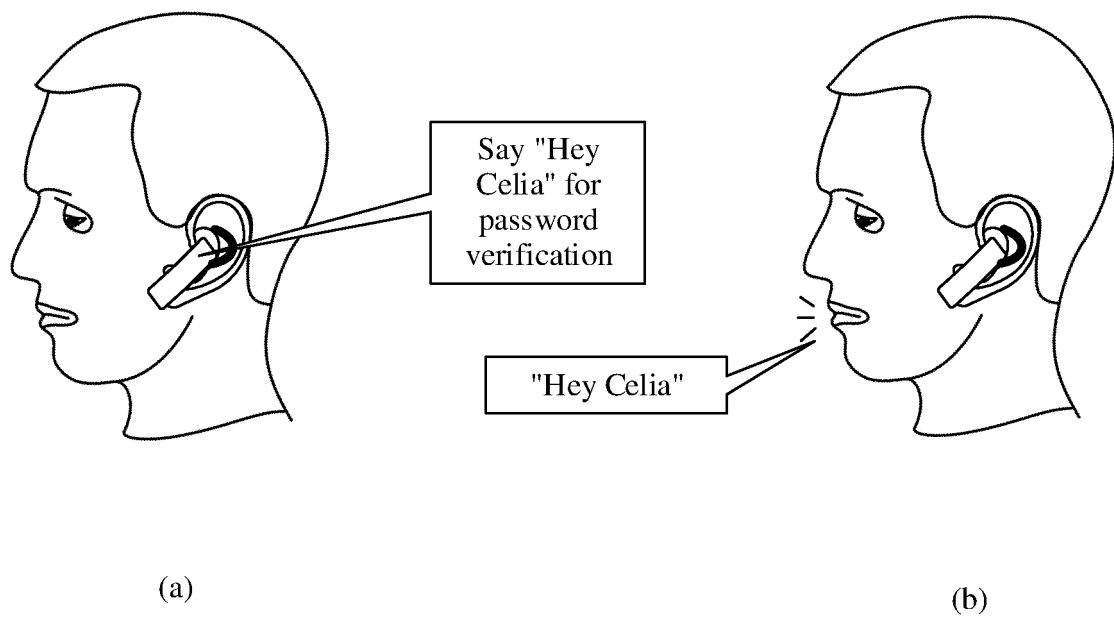 Say "Hey
Celia" for
password
verification
"Hey Celia"
(a)
(b)